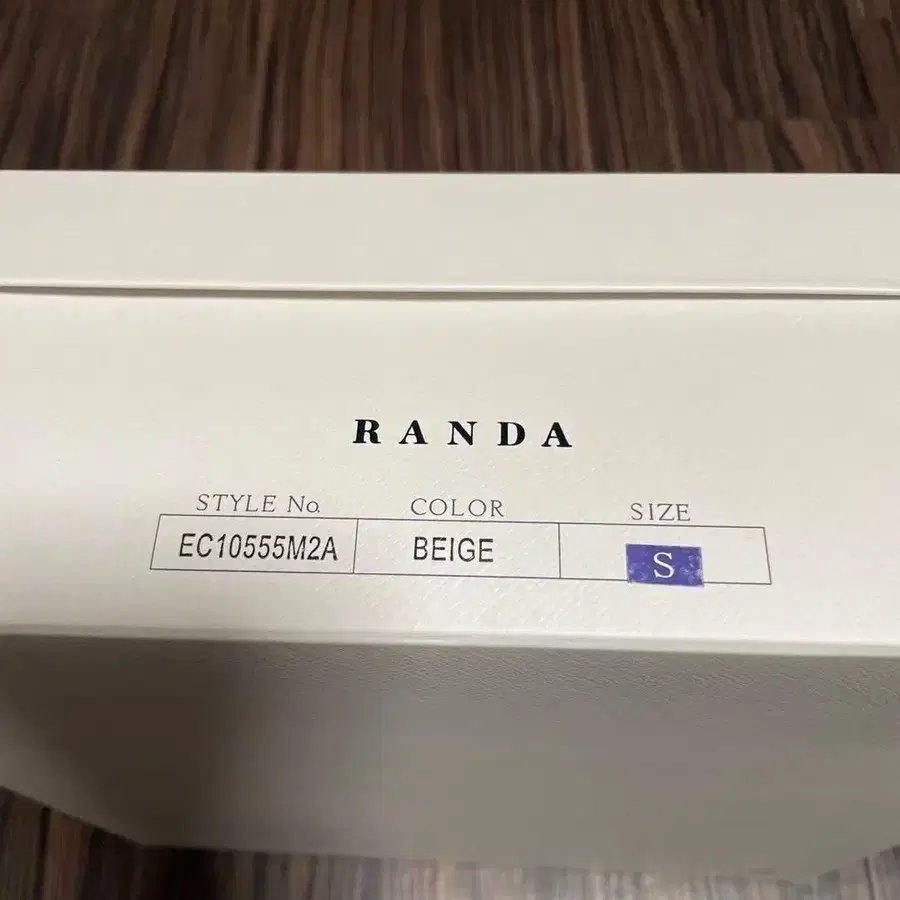 RANDA
STYLE No. COLOR SIZE
EC10555M2A BEIGE S